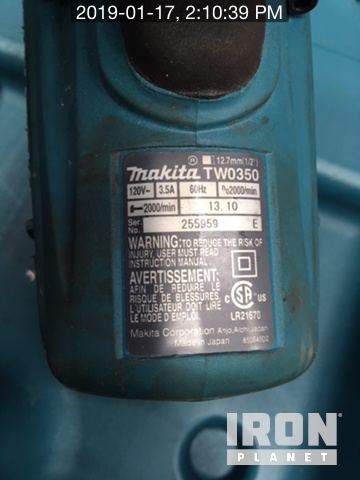 2019-01-17, 2:10:39 PM
® 12.7mm(1/2")
makita TW0350
120V~ 3.5A 60Hz n₀2000/min
2000/min 13.10
Ser. No. 255959 E
WARNING: TO REDUCE THE RISK OF
INJURY, USER MUST READ
INSTRUCTION MANUAL.
AVERTISSEMENT:
AFIN DE REDUIRE LE
RISQUE DE BLESSURES,
L'UTILISATEUR DOIT LIRE
LE MODE D'EMPLOI.
C US
LR21670
Makita Corporation Anjo, Aichi, Japan
Made in Japan
IRON
PLANET